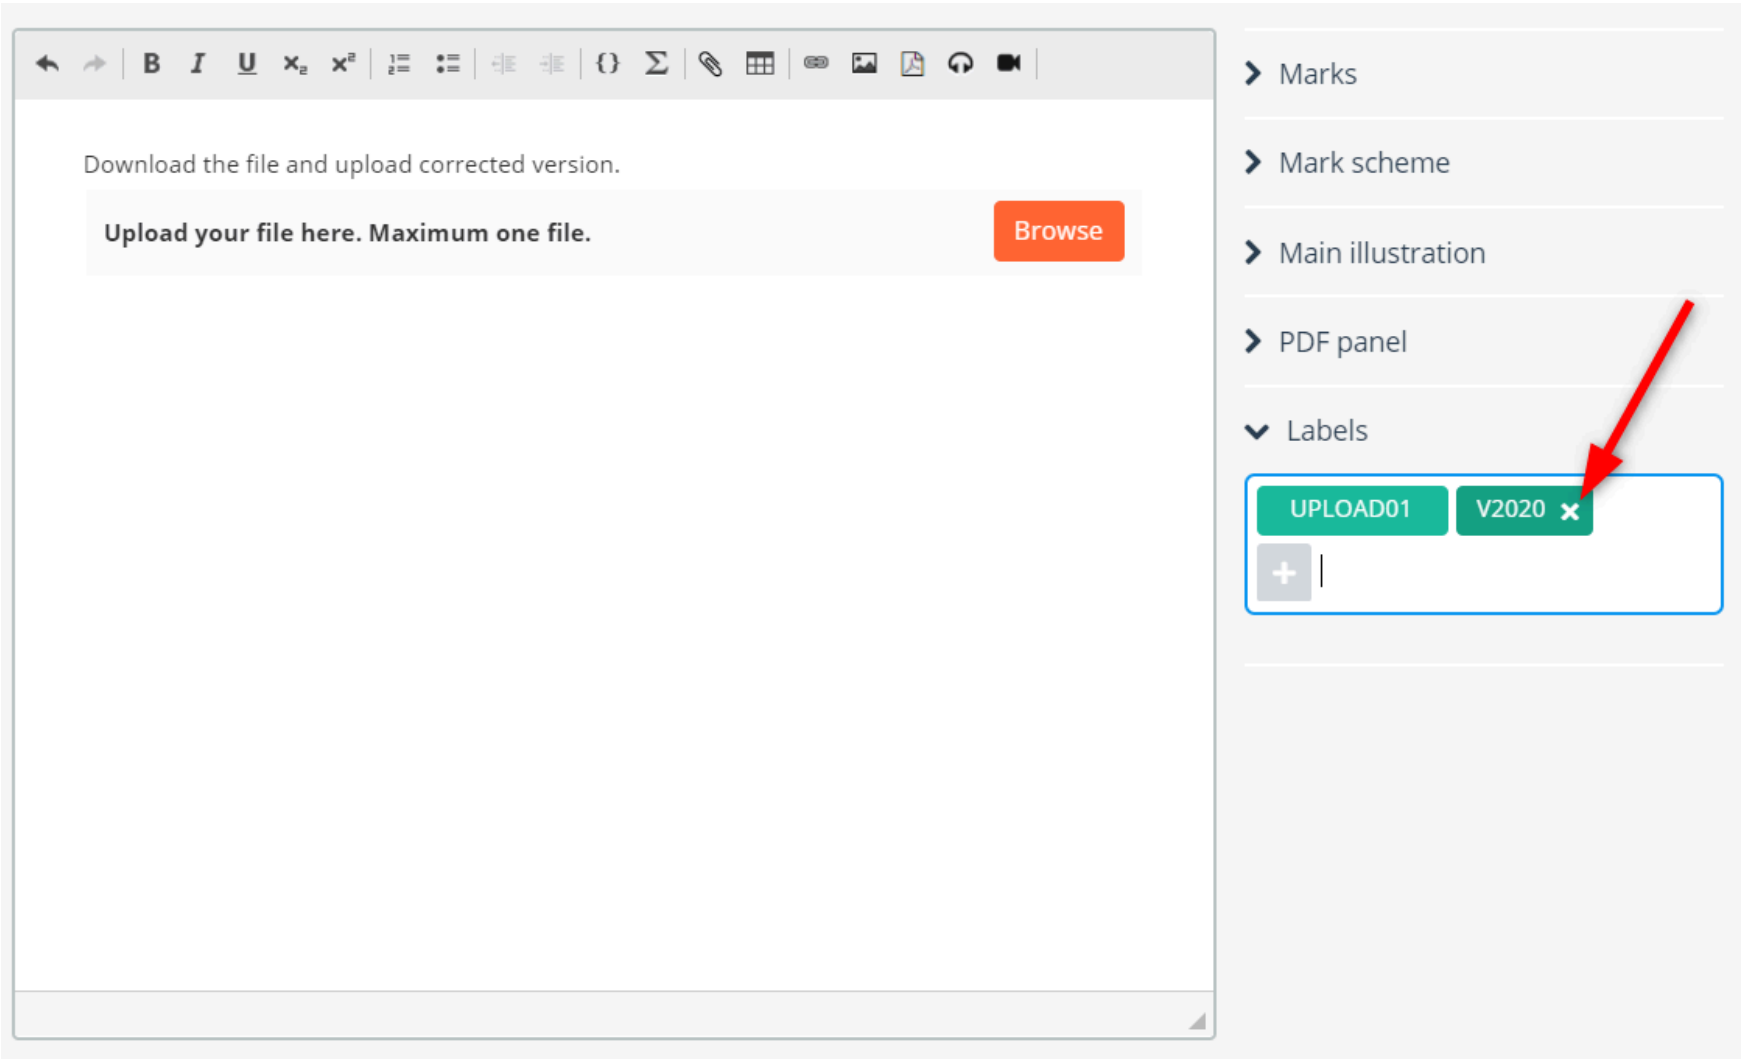 Download the file and upload corrected version.
Upload your file here. Maximum one file.
Browse
Marks
Mark scheme
Main illustration
PDF panel
Labels
UPLOAD01 V2020